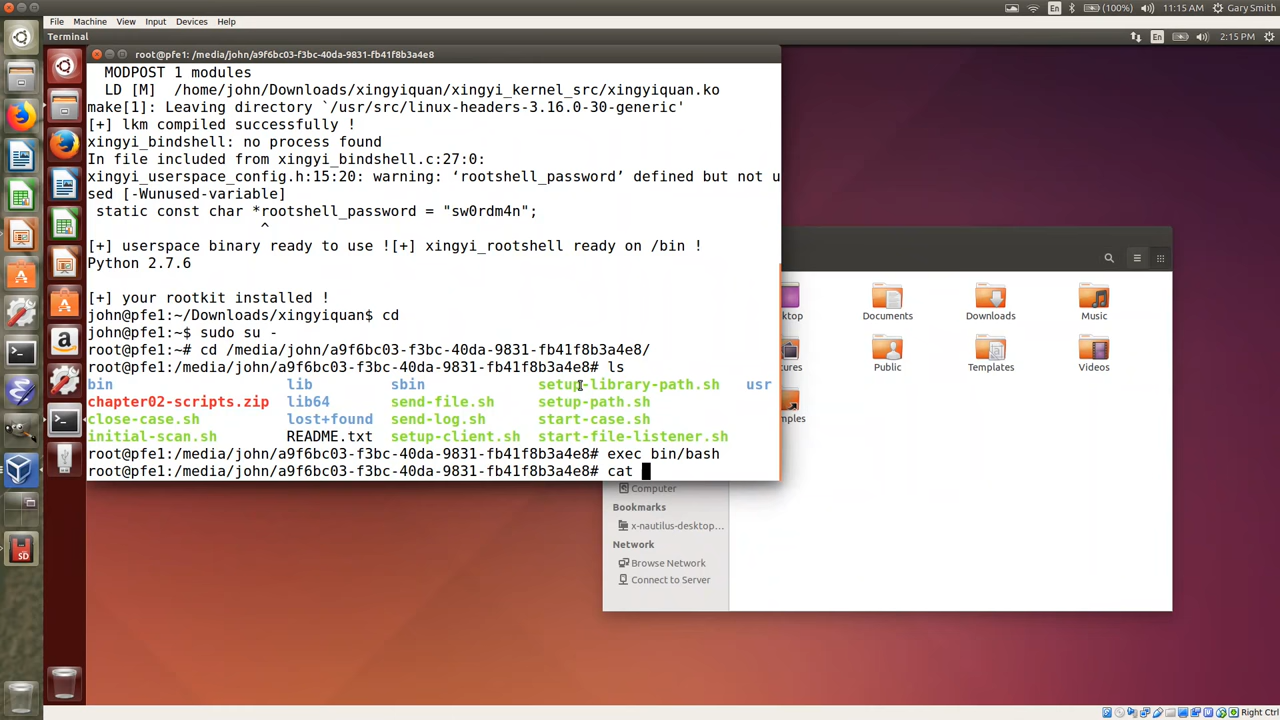 File Machine View Input Devices Help
En (100%) 11:15 AM Gary Smith
Terminal
En 2:15 PM
root@pfe1: /media/john/a9f6bc03-f3bc-40da-9831-fb41f8b3a4e8
MODPOST 1 modules
LD [M] /home/john/Downloads/xingyiquan/xingyi_kernel_src/xingyiquan.ko
make[1]: Leaving directory `/usr/src/linux-headers-3.16.0-30-generic'
[+] lkm compiled successfully !
xingyi_bindshell: no process found
In file included from xingyi_bindshell.c:27:0:
xingyi_userspace_config.h:15:20: warning: ‘rootshell_password’ defined but not u
sed [-Wunused-variable]
static const char *rootshell_password = "sw0rdm4n";
^
[+] userspace binary ready to use ![+] xingyi_rootshell ready on /bin !
Python 2.7.6
[+] your rootkit installed !
john@pfe1:~/Downloads/xingyiquan$ cd
john@pfe1:~$ sudo su -
root@pfe1:~# cd /media/john/a9f6bc03-f3bc-40da-9831-fb41f8b3a4e8/
root@pfe1:/media/john/a9f6bc03-f3bc-40da-9831-fb41f8b3a4e8# ls
bin lib sbin setup-library-path.sh usr
chapter02-scripts.zip lib64 send-file.sh setup-path.sh
close-case.sh lost+found send-log.sh start-case.sh
initial-scan.sh README.txt setup-client.sh start-file-listener.sh
root@pfe1:/media/john/a9f6bc03-f3bc-40da-9831-fb41f8b3a4e8# exec bin/bash
root@pfe1:/media/john/a9f6bc03-f3bc-40da-9831-fb41f8b3a4e8# cat
ktop Documents Downloads Music
tures Public Templates Videos
mples
Computer
Bookmarks
x-nautilus-desktop...
Network
Browse Network
Connect to Server
SD
Right Ctrl